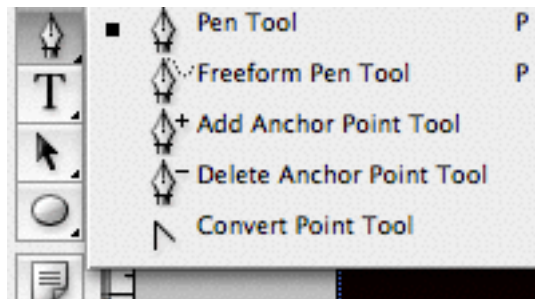 Pen Tool P
Freeform Pen Tool P
Add Anchor Point Tool
Delete Anchor Point Tool
Convert Point Tool
T